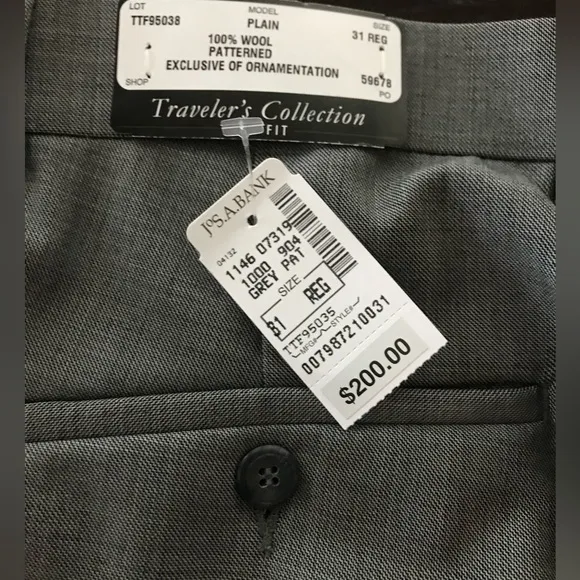 LOT MODEL SIZE
TTF95038 PLAIN 31 REG
100% WOOL
PATTERNED
EXCLUSIVE OF ORNAMENTATION
SHOP 59678
PO
Traveler's Collection
FIT
JoS.A.BANK
04132
1146 07319
1000 904
GREY PAT
SIZE
31 REG
TTF95035
MFG# STYLE#
007987210031
$200.00